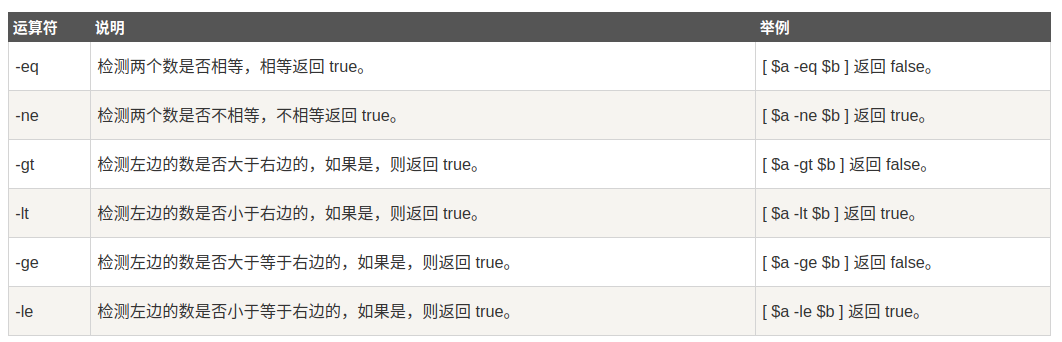 运算符 说明 举例
-eq 检测两个数是否相等，相等返回 true。 [ $a -eq $b ] 返回 false。
-ne 检测两个数是否不相等，不相等返回 true。 [ $a -ne $b ] 返回 true。
-gt 检测左边的数是否大于右边的，如果是，则返回 true。 [ $a -gt $b ] 返回 false。
-lt 检测左边的数是否小于右边的，如果是，则返回 true。 [ $a -lt $b ] 返回 true。
-ge 检测左边的数是否大于等于右边的，如果是，则返回 true。 [ $a -ge $b ] 返回 false。
-le 检测左边的数是否小于等于右边的，如果是，则返回 true。 [ $a -le $b ] 返回 true。